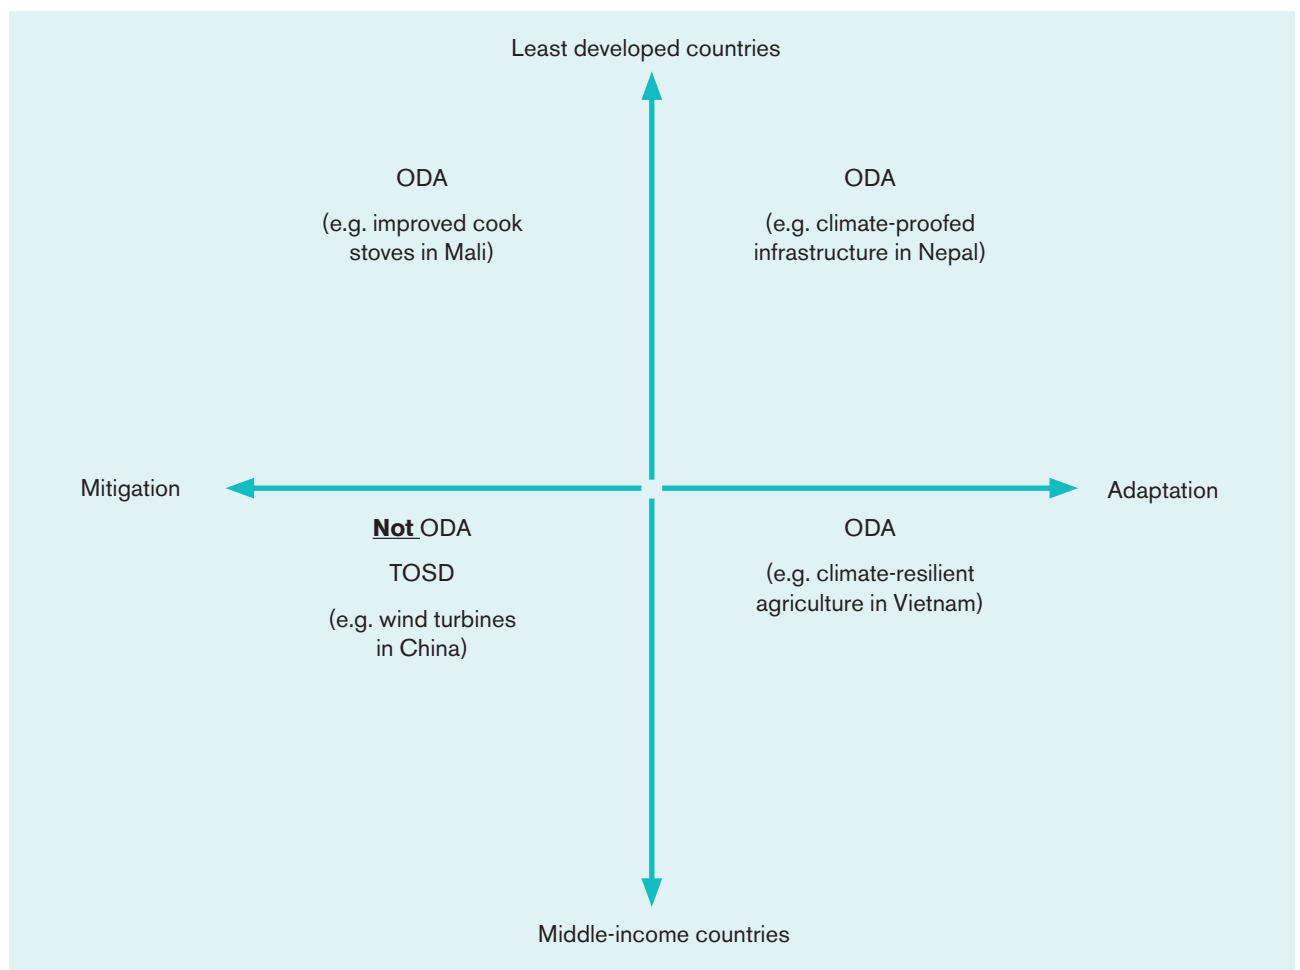 Least developed countries
ODA
(e.g. improved cook
stoves in Mali)
ODA
(e.g. climate-proofed
infrastructure in Nepal)
Mitigation
Adaptation
Not ODA
TOSD
(e.g. wind turbines
in China)
ODA
(e.g. climate-resilient
agriculture in Vietnam)
Middle-income countries